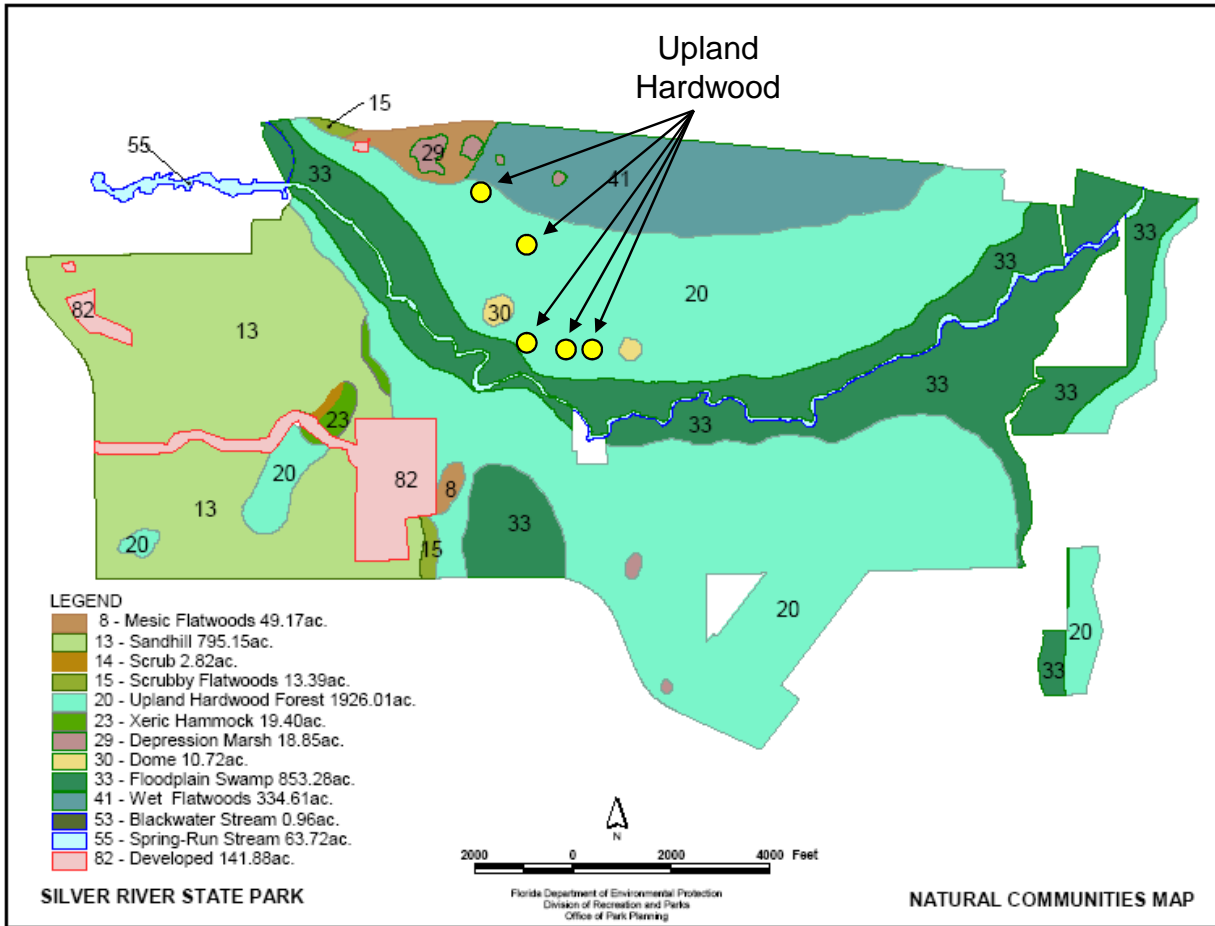 Upland
Hardwood
15
55
29
33
41
33
33
20
82
13
30
33
33
23
33
20
82
8
13
33
15
20
20
20
33
LEGEND
8 - Mesic Flatwoods 49.17ac.
13 - Sandhill 795.15ac.
14 - Scrub 2.82ac.
15 - Scrubby Flatwoods 13.39ac.
20 - Upland Hardwood Forest 1926.01ac.
23 - Xeric Hammock 19.40ac.
29 - Depression Marsh 18.85ac.
30 - Dome 10.72ac.
33 - Floodplain Swamp 853.28ac.
41 - Wet Flatwoods 334.61ac.
53 - Blackwater Stream 0.96ac.
55 - Spring-Run Stream 63.72ac.
82 - Developed 141.88ac.
N
2000 0 2000 4000 Feet
SILVER RIVER STATE PARK
Florida Department of Environmental Protection
Division of Recreation and Parks
Office of Park Planning
NATURAL COMMUNITIES MAP